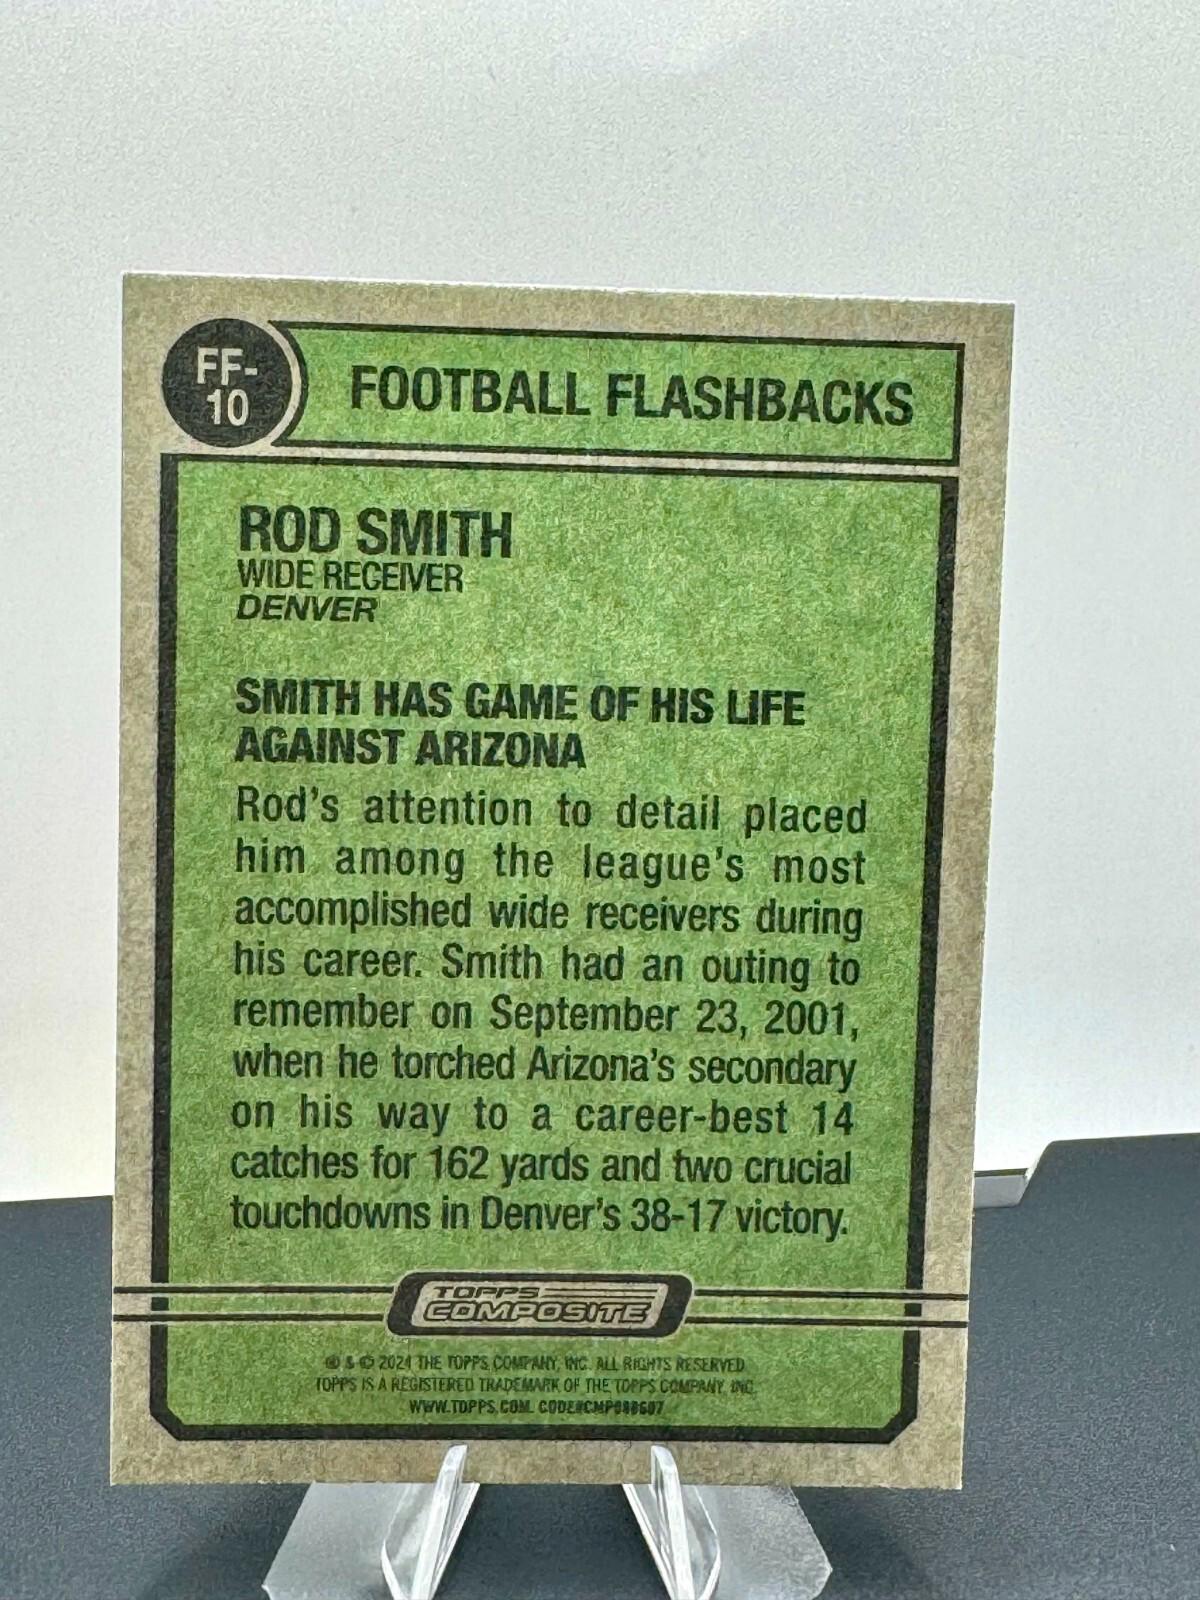 FF-
10
FOOTBALL FLASHBACKS
ROD SMITH
WIDE RECEIVER
DENVER
SMITH HAS GAME OF HIS LIFE
AGAINST ARIZONA
Rod's attention to detail placed
him among the league's most
accomplished wide receivers during
his career. Smith had an outing to
remember on September 23, 2001,
when he torched Arizona's secondary
on his way to a career-best 14
catches for 162 yards and two crucial
touchdowns in Denver's 38-17 victory.
TOPPS
COMPOSITE
® & © 2024 THE TOPPS COMPANY, INC. ALL RIGHTS RESERVED.
TOPPS IS A REGISTERED TRADEMARK OF THE TOPPS COMPANY, INC.
WWW.TOPPS.COM.